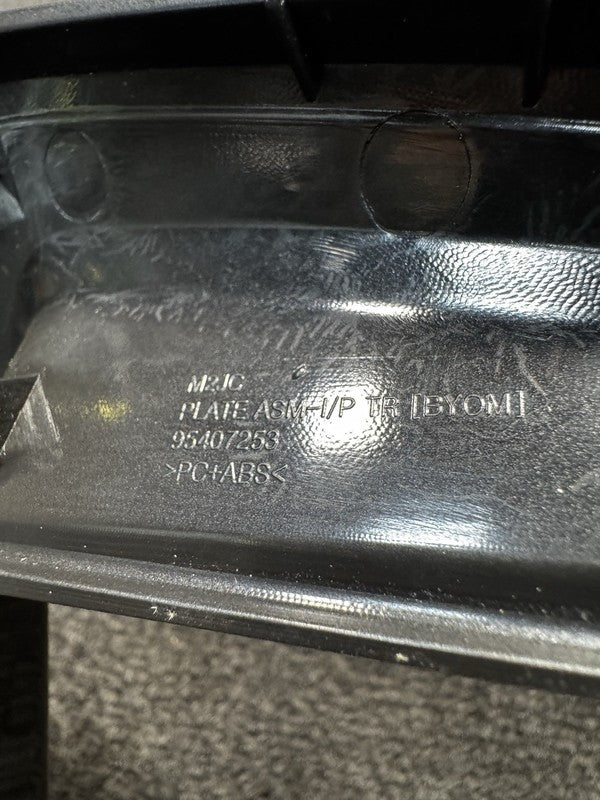 M2JC
PLATE ASM-I/P TR [BYOM]
95407253
>PC+ABS<